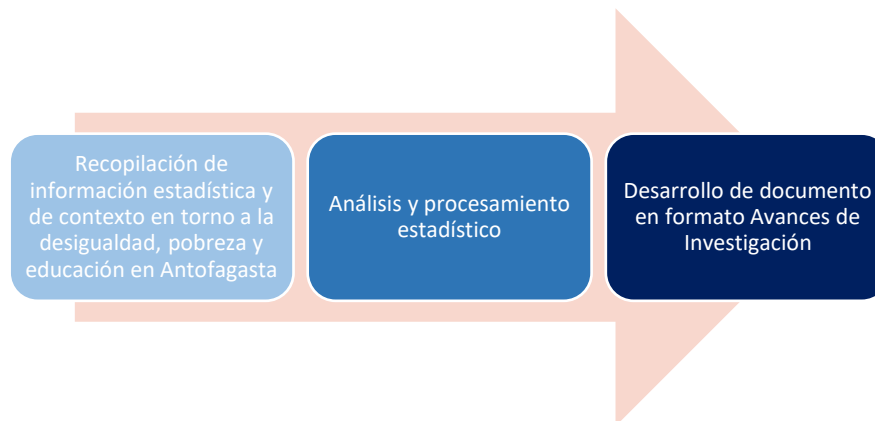 Recopilación de
información estadística y
de contexto en torno a la
desigualdad, pobreza y
educación en Antofagasta
Análisis y procesamiento
estadístico
Desarrollo de documento
en formato Avances de
Investigación